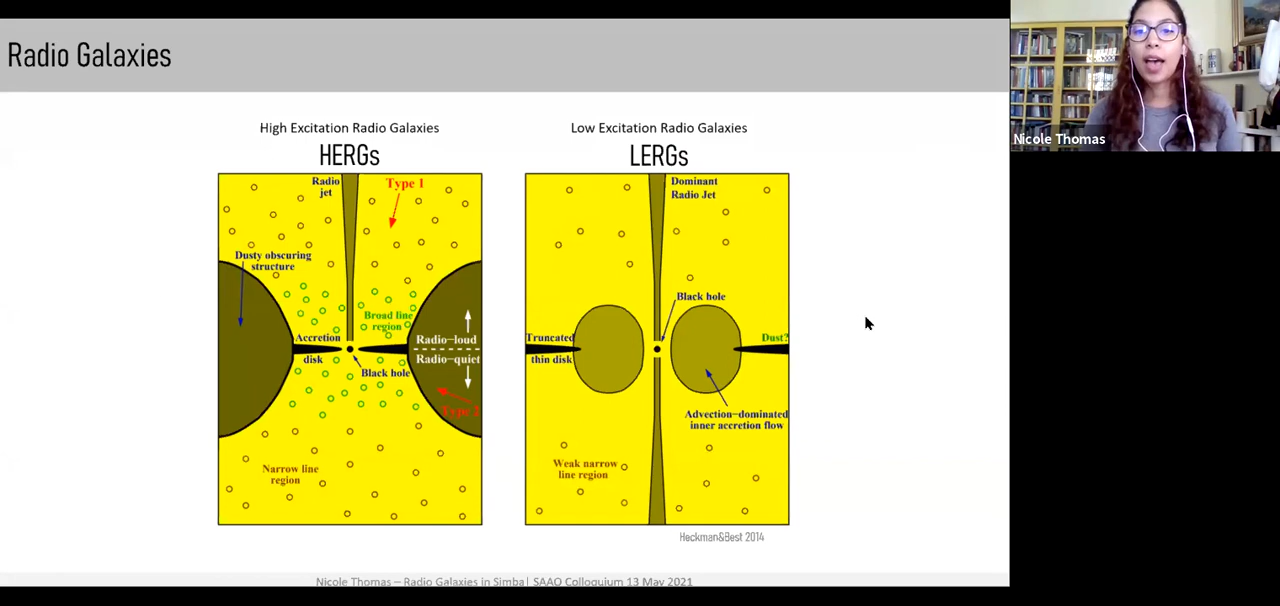 Radio Galaxies
Nicole Thomas
High Excitation Radio Galaxies
HERGs
Radio
jet
Type 1
Dusty obscuring
structure
Broad line
region
Accretion
disk
Radio-loud
Radio-quiet
Black hole
Type 2
Narrow line
region
Low Excitation Radio Galaxies
LERGs
Dominant
Radio Jet
Black hole
Truncated
thin disk
Dust?
Advection-dominated
inner accretion flow
Weak narrow
line region
Heckman&Best 2014
Nicole Thomas – Radio Galaxies in Simba| SAAO Colloquium 13 May 2021